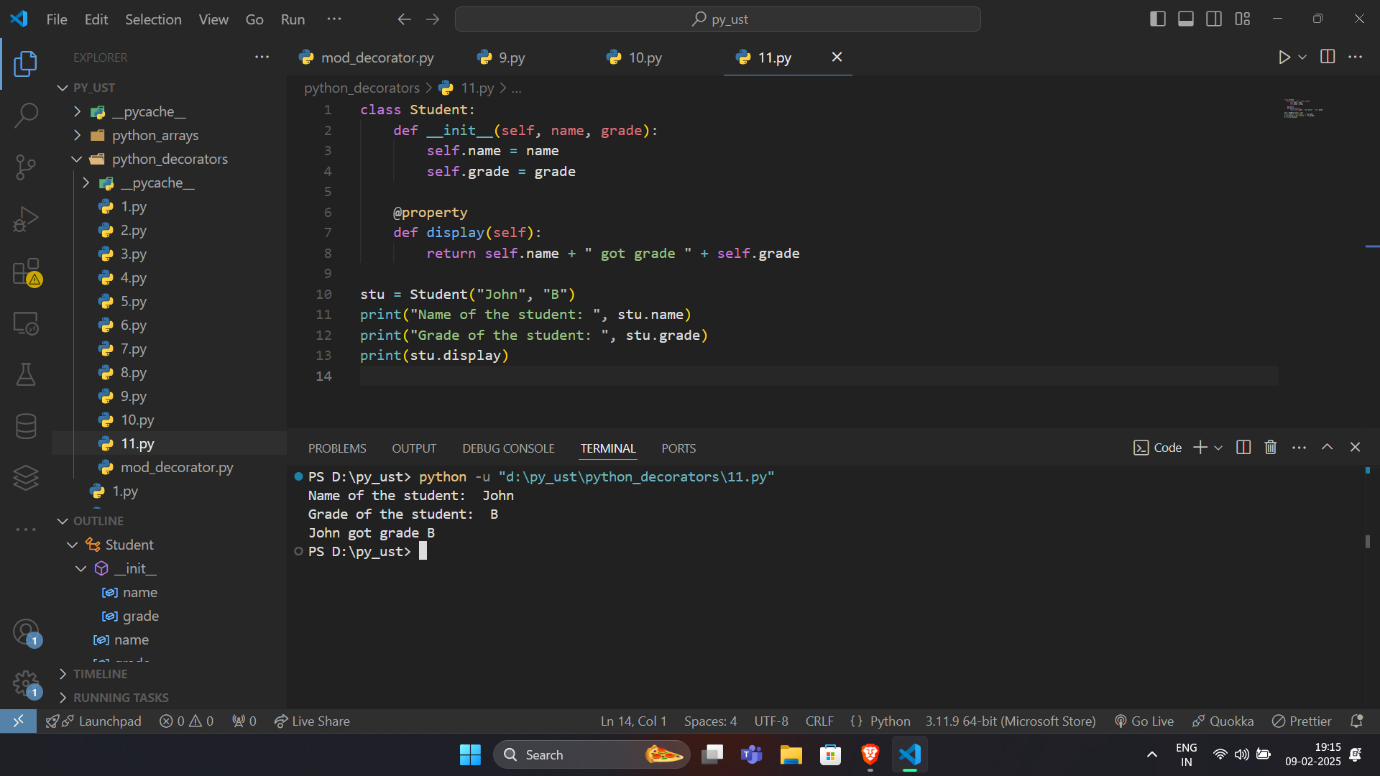 File Edit Selection View Go Run ···
py_ust
EXPLORER ···
PY_UST
__pycache__
python_arrays
python_decorators
__pycache__
1.py
2.py
3.py
4.py
5.py
6.py
7.py
8.py
9.py
10.py
11.py
mod_decorator.py
1.py
OUTLINE
Student
__init__
name
grade
name
grade
TIMELINE
RUNNING TASKS
1
1
mod_decorator.py 9.py 10.py 11.py
python_decorators > 11.py > ...
1 class Student:
2     def __init__(self, name, grade):
3         self.name = name
4         self.grade = grade
5
6     @property
7     def display(self):
8         return self.name + " got grade " + self.grade
9
10 stu = Student("John", "B")
11 print("Name of the student: ", stu.name)
12 print("Grade of the student: ", stu.grade)
13 print(stu.display)
14
PROBLEMS OUTPUT DEBUG CONSOLE TERMINAL PORTS Code
PS D:\py_ust> python -u "d:\py_ust\python_decorators\11.py"
Name of the student:  John
Grade of the student:  B
John got grade B
PS D:\py_ust>
Launchpad 0 0 0 Live Share Ln 14, Col 1 Spaces: 4 UTF-8 CRLF {} Python 3.11.9 64-bit (Microsoft Store) Go Live Quokka Prettier
Search
ENG
IN
19:15
09-02-2025